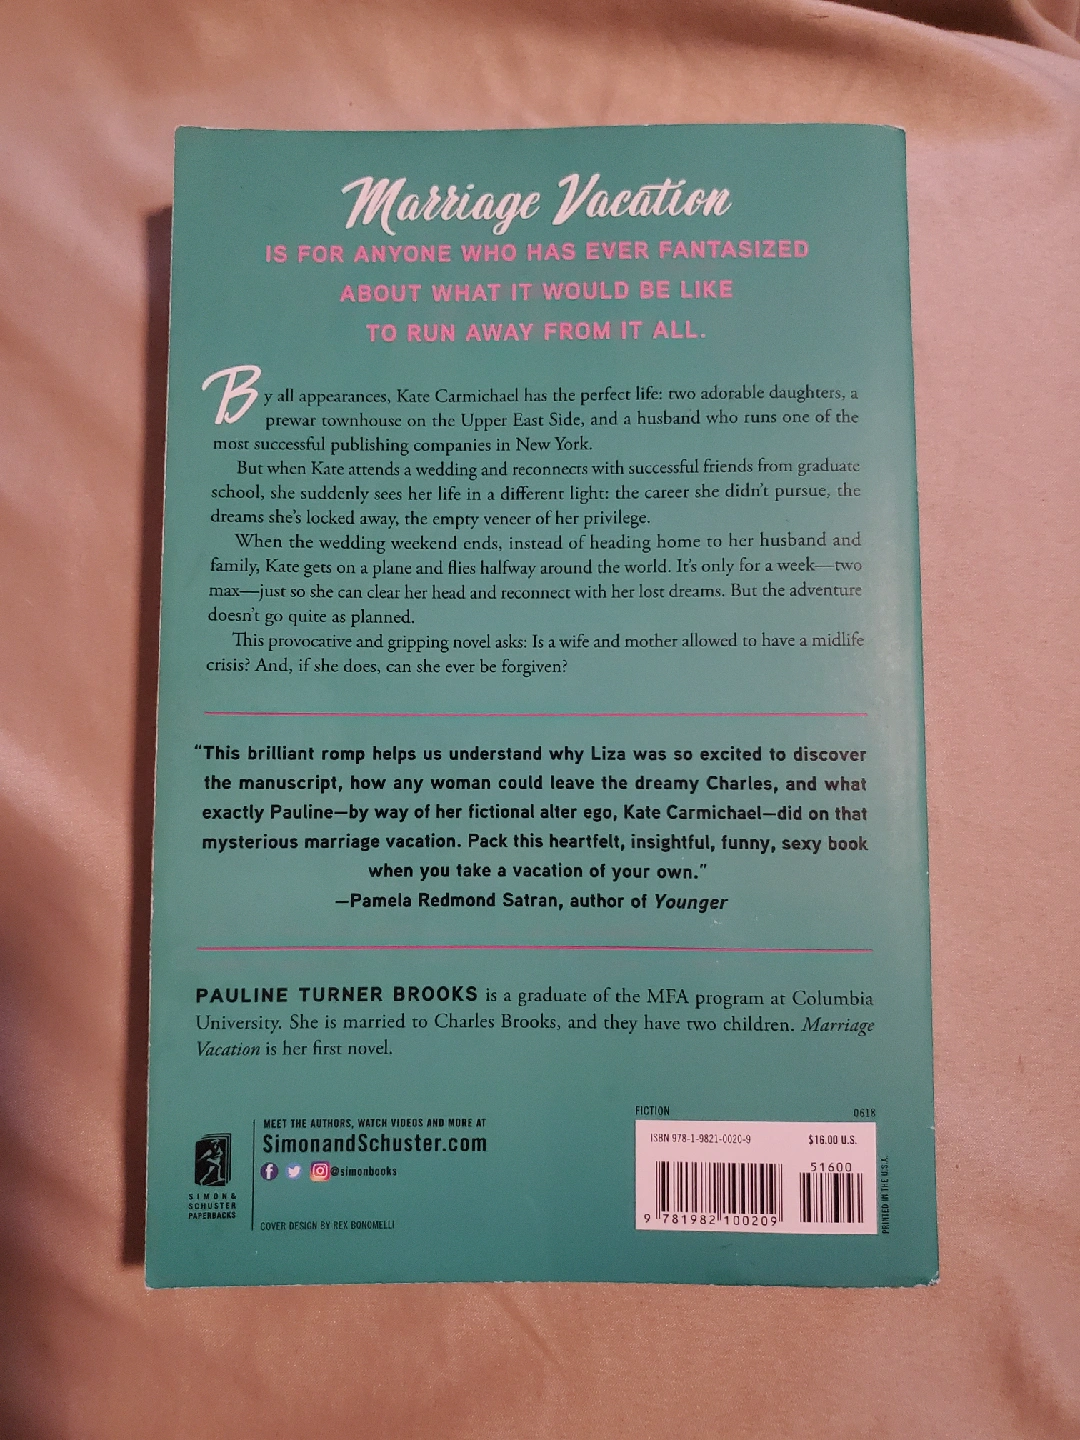 Marriage Vacation
IS FOR ANYONE WHO HAS EVER FANTASIZED
ABOUT WHAT IT WOULD BE LIKE
TO RUN AWAY FROM IT ALL.
By all appearances, Kate Carmichael has the perfect life: two adorable daughters, a
prewar townhouse on the Upper East Side, and a husband who runs one of the
most successful publishing companies in New York.
But when Kate attends a wedding and reconnects with successful friends from graduate
school, she suddenly sees her life in a different light: the career she didn't pursue, the
dreams she's locked away, the empty veneer of her privilege.
When the wedding weekend ends, instead of heading home to her husband and
family, Kate gets on a plane and flies halfway around the world. It's only for a week—two
max—just so she can clear her head and reconnect with her lost dreams. But the adventure
doesn't go quite as planned.
This provocative and gripping novel asks: Is a wife and mother allowed to have a midlife
crisis? And, if she does, can she ever be forgiven?
"This brilliant romp helps us understand why Liza was so excited to discover
the manuscript, how any woman could leave the dreamy Charles, and what
exactly Pauline—by way of her fictional alter ego, Kate Carmichael—did on that
mysterious marriage vacation. Pack this heartfelt, insightful, funny, sexy book
when you take a vacation of your own."
—Pamela Redmond Satran, author of Younger
PAULINE TURNER BROOKS is a graduate of the MFA program at Columbia
University. She is married to Charles Brooks, and they have two children. Marriage
Vacation is her first novel.
MEET THE AUTHORS, WATCH VIDEOS AND MORE AT
SimonandSchuster.com
@simonbooks
SIMON &
SCHUSTER
PAPERBACKS
COVER DESIGN BY REX BONOMELLI
FICTION 0618
ISBN 978-1-9821-0020-9 $16.00 U.S.
51600
9 781982 100209
PRINTED IN THE U.S.A.